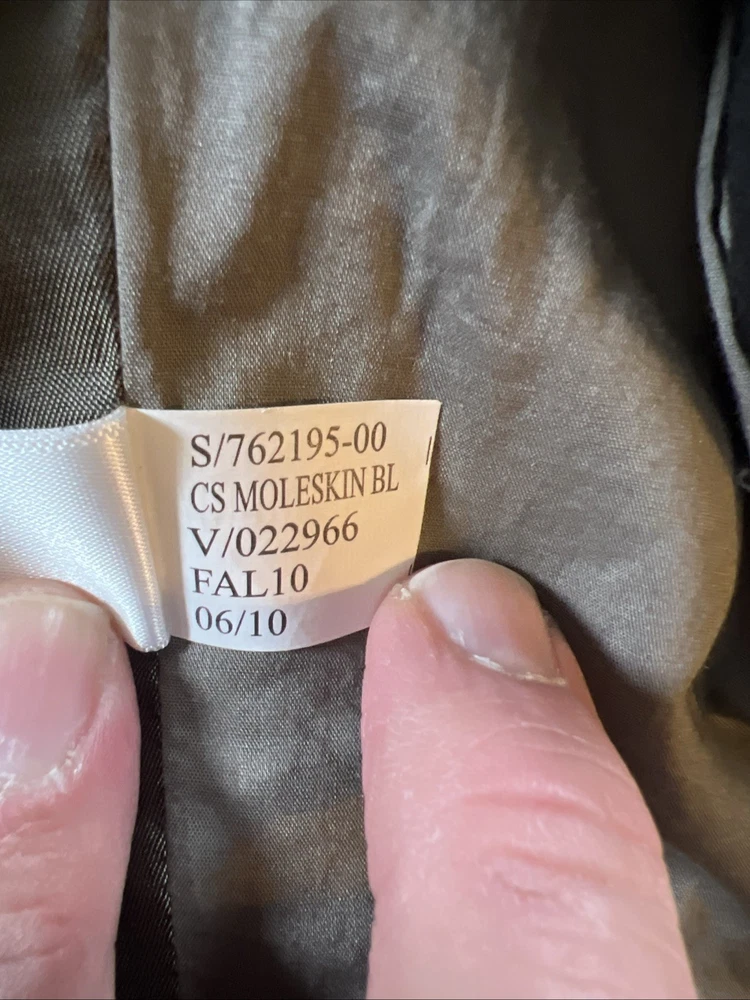 S/762195-00
CS MOLESKIN BL
V/022966
FAL10
06/10